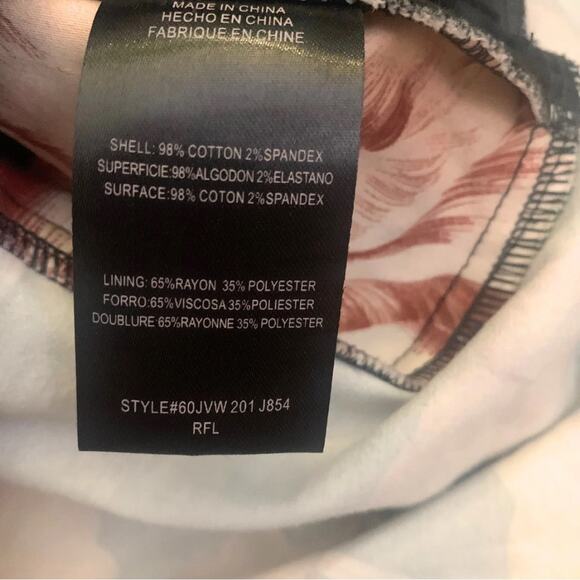 MADE IN CHINA
HECHO EN CHINA
FABRIQUE EN CHINE
SHELL: 98% COTTON 2%SPANDEX
SUPERFICIE:98%ALGODON 2%ELASTANO
SURFACE:98% COTON 2%SPANDEX
LINING: 65%RAYON 35% POLYESTER
FORRO:65%VISCOSA 35%POLIESTER
DOUBLURE:65%RAYONNE 35% POLYESTER
STYLE#60JVW 201 J854
RFL